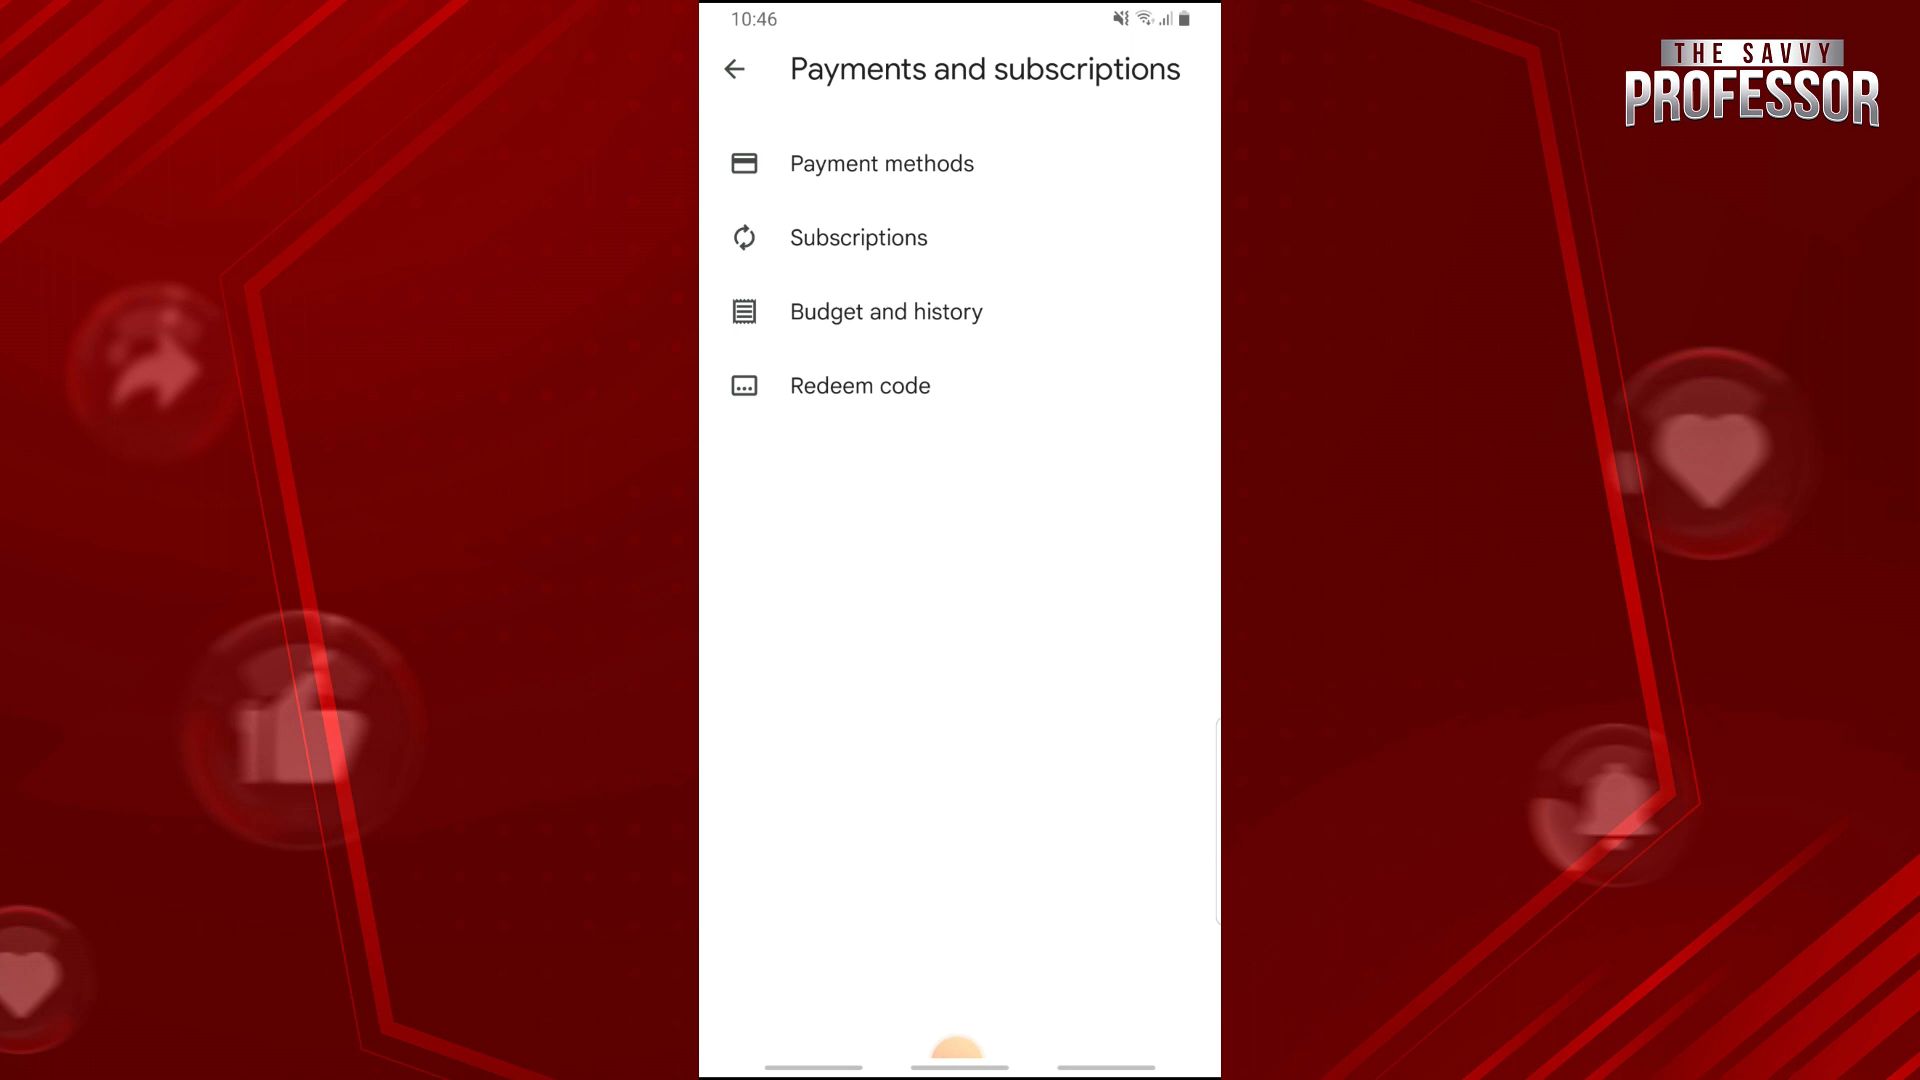 10:46
Payments and subscriptions
Payment methods
Subscriptions
Budget and history
Redeem code
THE SAVVY
PROFESSOR